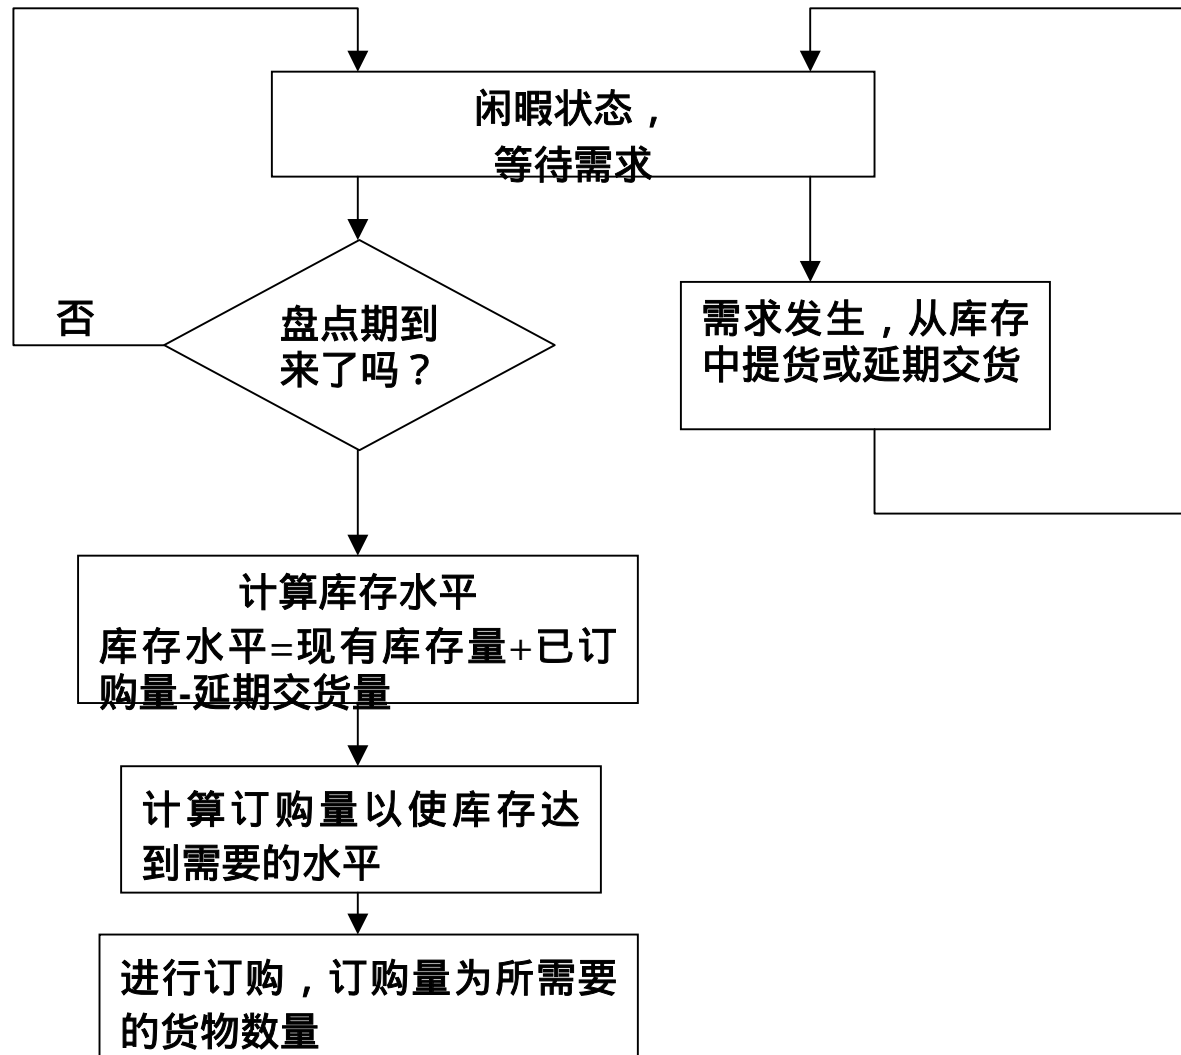 闲暇状态，
等待需求
否
盘点期到
来了吗？
需求发生，从库存
中提货或延期交货
计算库存水平
库存水平=现有库存量+已订
购量-延期交货量
计算订购量以使库存达
到需要的水平
进行订购，订购量为所需要
的货物数量